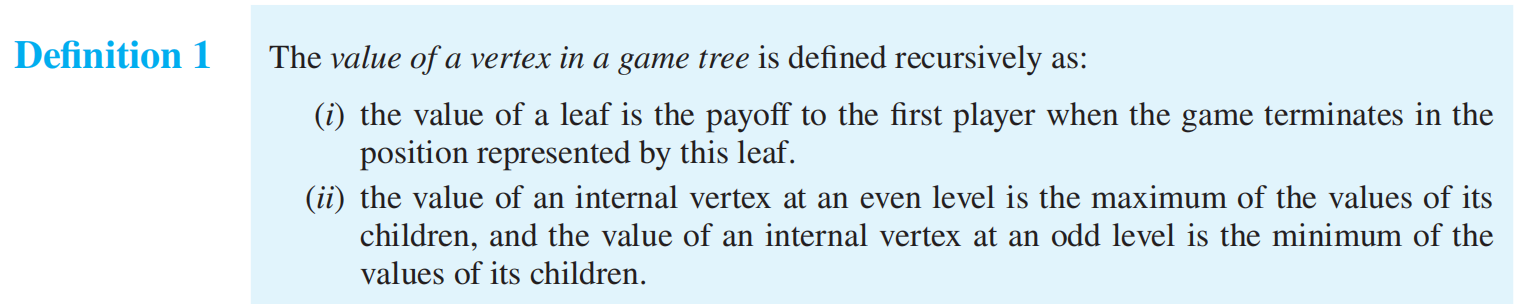 Definition 1
The value of a vertex in a game tree is defined recursively as:
(i) the value of a leaf is the payoff to the first player when the game terminates in the
position represented by this leaf.
(ii) the value of an internal vertex at an even level is the maximum of the values of its
children, and the value of an internal vertex at an odd level is the minimum of the
values of its children.